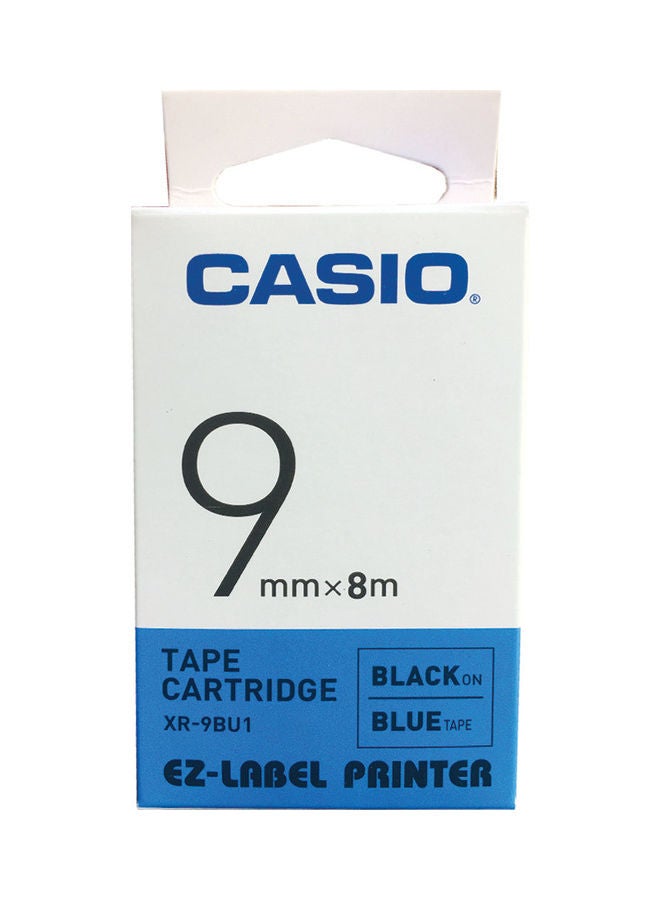 CASIO®
9 mm×8m
TAPE
CARTRIDGE
XR-9BU1
BLACK ON
BLUE TAPE
EZ-LABEL PRINTER